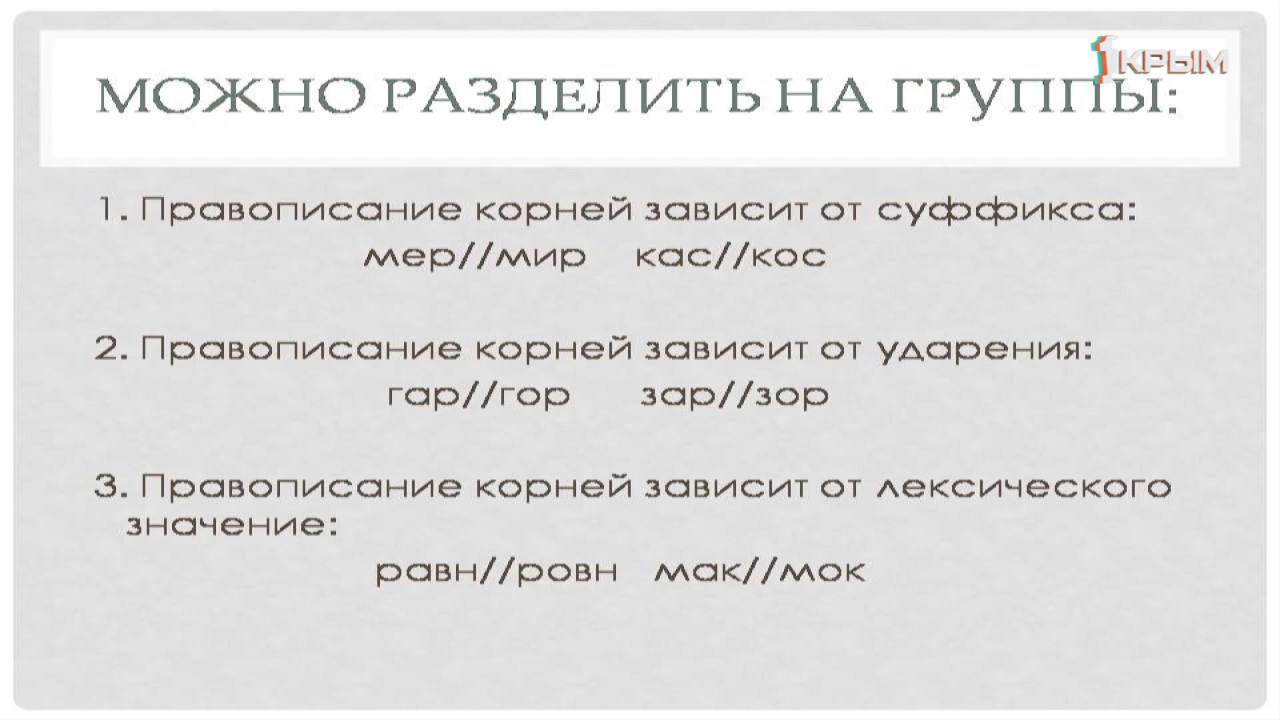 1 КРЫМ
МОЖНО РАЗДЕЛИТЬ НА ГРУППЫ:
1. Правописание корней зависит от суффикса:
мер//мир кас//кос
2. Правописание корней зависит от ударения:
гар//гор зар//зор
3. Правописание корней зависит от лексического
значение:
равн//ровн мак//мок